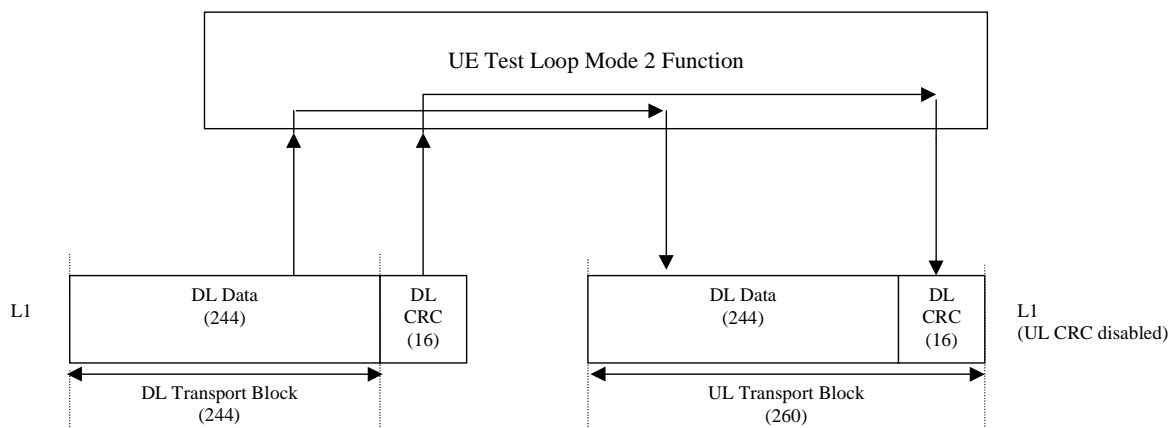 UE Test Loop Mode 2 Function
L1
DL Data
(244)
DL
CRC
(16)
DL Data
(244)
DL
CRC
(16)
L1
(UL CRC disabled)
DL Transport Block
(244)
UL Transport Block
(260)